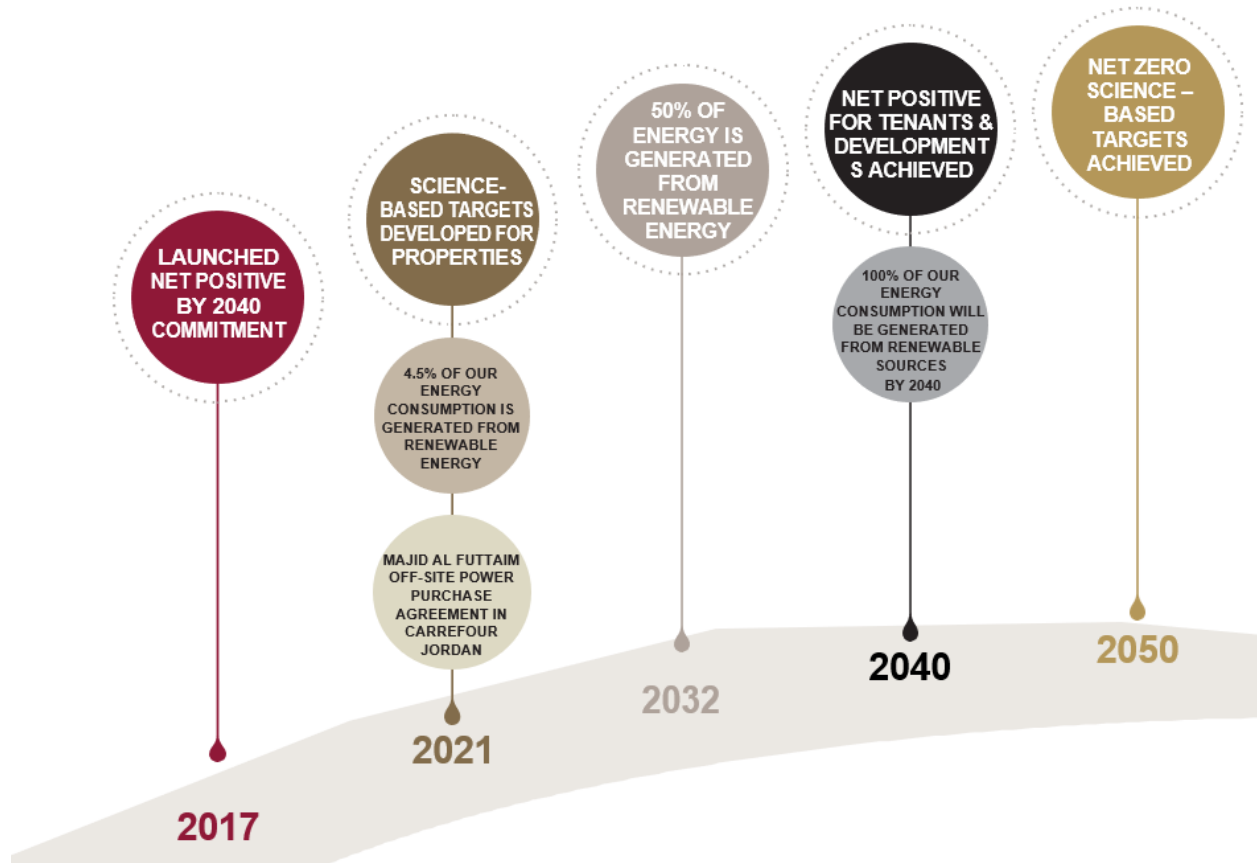 LAUNCHED
NET POSITIVE
BY 2040
COMMITMENT
2017
SCIENCE-
BASED TARGETS
DEVELOPED FOR
PROPERTIES
4.5% OF OUR
ENERGY
CONSUMPTION IS
GENERATED FROM
RENEWABLE
ENERGY
MAJID AL FUTTAIM
OFF-SITE POWER
PURCHASE
AGREEMENT IN
CARREFOUR
JORDAN
2021
50% OF
ENERGY IS
GENERATED
FROM
RENEWABLE
ENERGY
2032
NET POSITIVE
FOR TENANTS &
DEVELOPMENT
S ACHIEVED
100% OF OUR
ENERGY
CONSUMPTION WILL
BE GENERATED
FROM RENEWABLE
SOURCES
BY 2040
2040
NET ZERO
SCIENCE –
BASED
TARGETS
ACHIEVED
2050